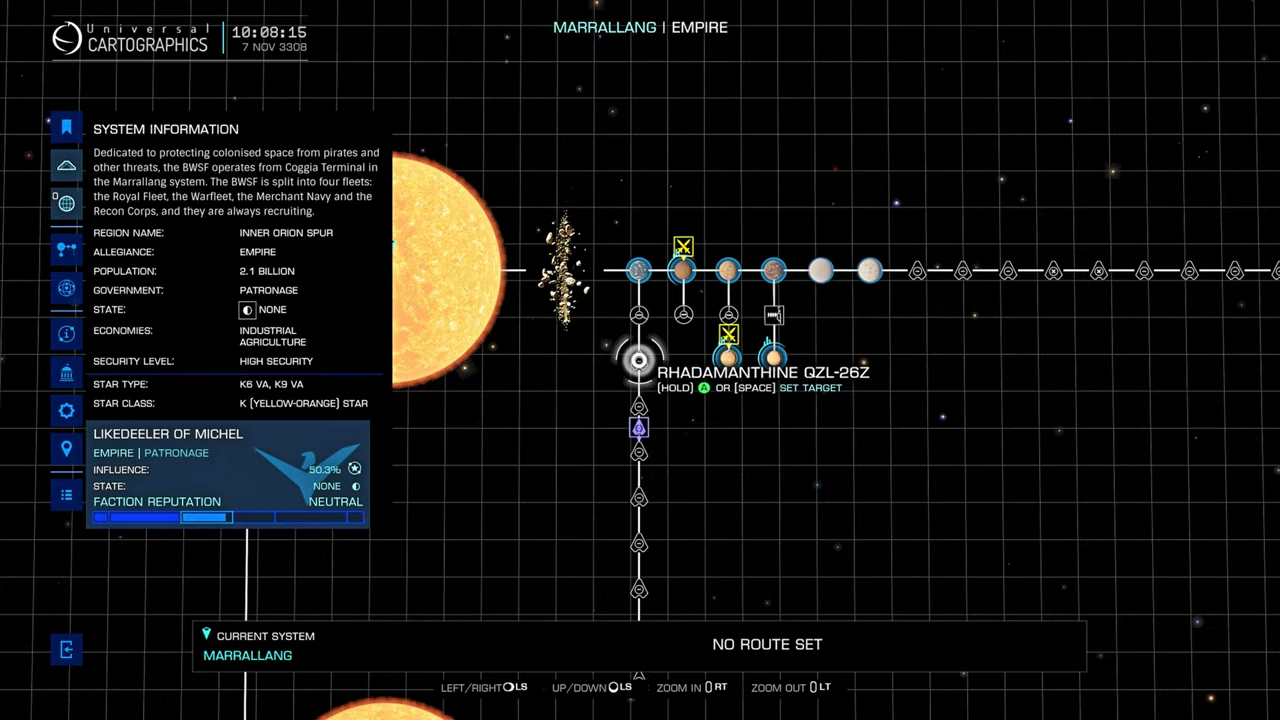 Universal
CARTOGRAPHICS
10:08:15
7 NOV 3308
MARRALLANG | EMPIRE
SYSTEM INFORMATION
Dedicated to protecting colonised space from pirates and
other threats, the BWSF operates from Coggia Terminal in
the Marrallang system. The BWSF is split into four fleets:
the Royal Fleet, the Warfleet, the Merchant Navy and the
Recon Corps, and they are always recruiting.
REGION NAME: INNER ORION SPUR
ALLEGIANCE: EMPIRE
POPULATION: 2.1 BILLION
GOVERNMENT: PATRONAGE
STATE: NONE
ECONOMIES: INDUSTRIAL
AGRICULTURE
SECURITY LEVEL: HIGH SECURITY
STAR TYPE: K6 VA, K9 VA
STAR CLASS: K (YELLOW-ORANGE) STAR
LIKEDEELER OF MICHEL
EMPIRE | PATRONAGE
INFLUENCE: 50.3%
STATE: NONE
FACTION REPUTATION NEUTRAL
RHADAMANTHINE QZL-26Z
[HOLD] A OR [SPACE] SET TARGET
CURRENT SYSTEM
MARRALLANG
NO ROUTE SET
LEFT/RIGHT LS UP/DOWN LS ZOOM IN RT ZOOM OUT LT